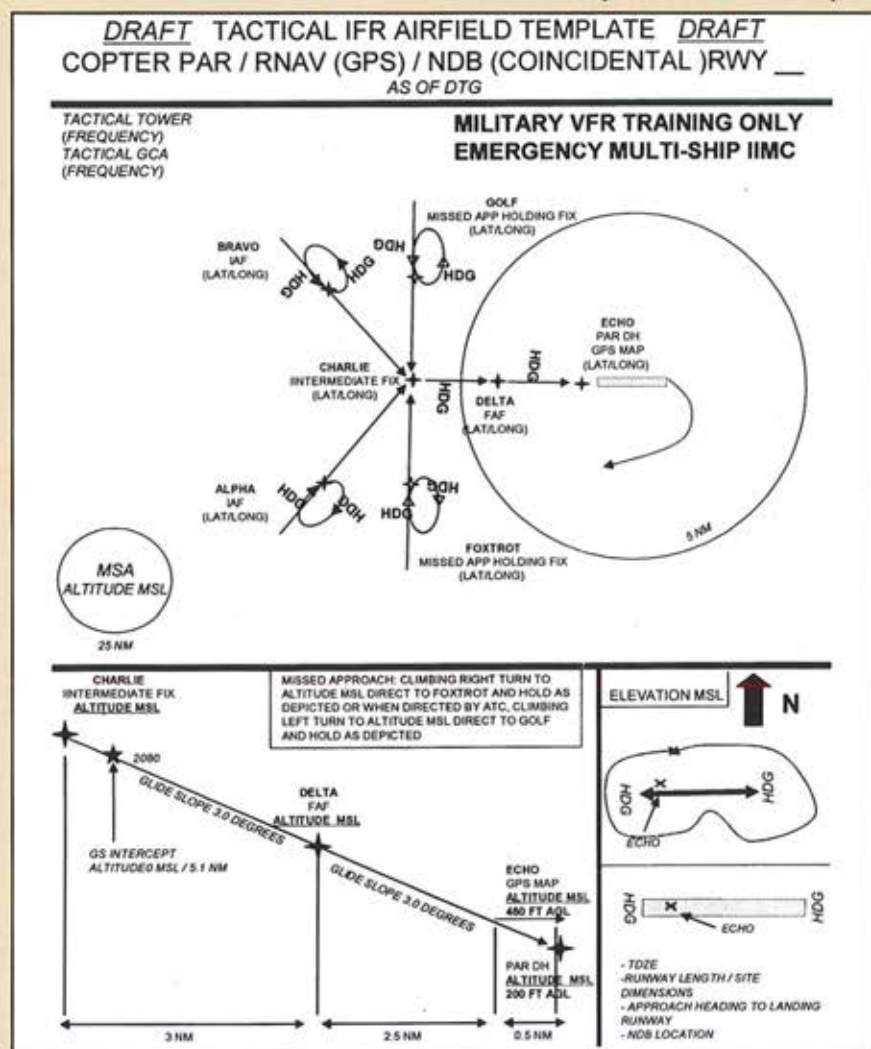 DRAFT TACTICAL IFR AIRFIELD TEMPLATE DRAFT
COPTER PAR / RNAV (GPS) / NDB (COINCIDENTAL )RWY __
AS OF DTG
TACTICAL TOWER
(FREQUENCY)
TACTICAL GCA
(FREQUENCY)
MILITARY VFR TRAINING ONLY
EMERGENCY MULTI-SHIP IIMC
GOLF
MISSED APP HOLDING FIX
(LAT/LONG)
HDG
HDG
BRAVO
IAF
(LAT/LONG)
HDG
HDG
ECHO
PAR DH
GPS MAP
(LAT/LONG)
CHARLIE
IINTERMEDIATE FIX
(LAT/LONG)
HDG
HDG
DELTA
FAF
(LAT/LONG)
ALPHA
IAF
(LAT/LONG)
HDG
HDG
HDG
HDG
FOXTROT
MISSED APP HOLDING FIX
(LAT/LONG)
5 NM
MSA
ALTITUDE MSL
25 NM
CHARLIE
IINTERMEDIATE FIX
ALTITUDE MSL
MISSED APPROACH: CLIMBING RIGHT TURN TO
ALTITUDE MSL DIRECT TO FOXTROT AND HOLD AS
DEPICTED OR WHEN DIRECTED BY ATC, CLIMBING
LEFT TURN TO ALTITUDE MSL DIRECT TO GOLF
AND HOLD AS DEPICTED
2080
GLIDE SLOPE 3.0 DEGREES
GS INTERCEPT
ALTITUDE0 MSL / 5.1 NM
DELTA
FAF
ALTITUDE MSL
GLIDE SLOPE 3.0 DEGREES
ECHO
GPS MAP
ALTITUDE MSL
460 FT AGL
PAR DH
ALTITUDE MSL
200 FT AGL
3 NM
2.5 NM
0.5 NM
ELEVATION MSL
N
HDG
HDG
ECHO
HDG
HDG
ECHO
- TDZE
-RUNWAY LENGTH / SITE
DIMENSIONS
- APPROACH HEADING TO LANDING
RUNWAY
- NDB LOCATION